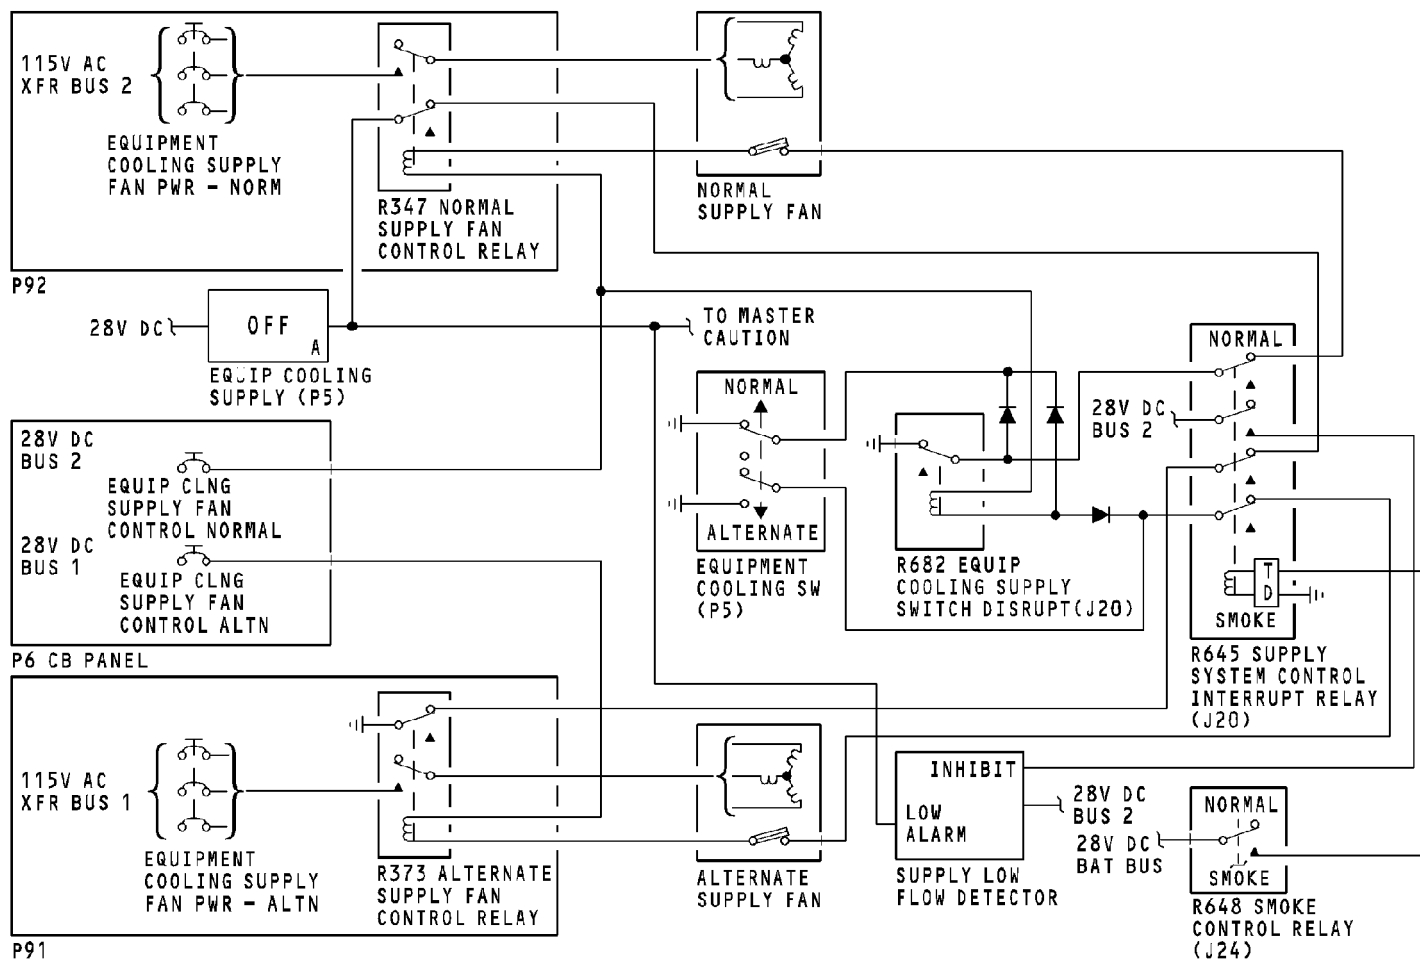 115V AC
XFR BUS 2
EQUIPMENT
COOLING SUPPLY
FAN PWR - NORM
R347 NORMAL
SUPPLY FAN
CONTROL RELAY
P92
NORMAL
SUPPLY FAN
28V DC
OFF
A
EQUIP COOLING
SUPPLY (P5)
TO MASTER
CAUTION
28V DC
BUS 2
EQUIP CLNG
SUPPLY FAN
CONTROL NORMAL
28V DC
BUS 1
EQUIP CLNG
SUPPLY FAN
CONTROL ALTN
P6 CB PANEL
NORMAL
ALTERNATE
EQUIPMENT
COOLING SW
(P5)
R682 EQUIP
COOLING SUPPLY
SWITCH DISRUPT(J20)
28V DC
BUS 2
NORMAL
T
D
SMOKE
R645 SUPPLY
SYSTEM CONTROL
INTERRUPT RELAY
(J20)
115V AC
XFR BUS 1
EQUIPMENT
COOLING SUPPLY
FAN PWR - ALTN
R373 ALTERNATE
SUPPLY FAN
CONTROL RELAY
P91
ALTERNATE
SUPPLY FAN
INHIBIT
LOW
ALARM
SUPPLY LOW
FLOW DETECTOR
28V DC
BUS 2
28V DC
BAT BUS
NORMAL
SMOKE
R648 SMOKE
CONTROL RELAY
(J24)